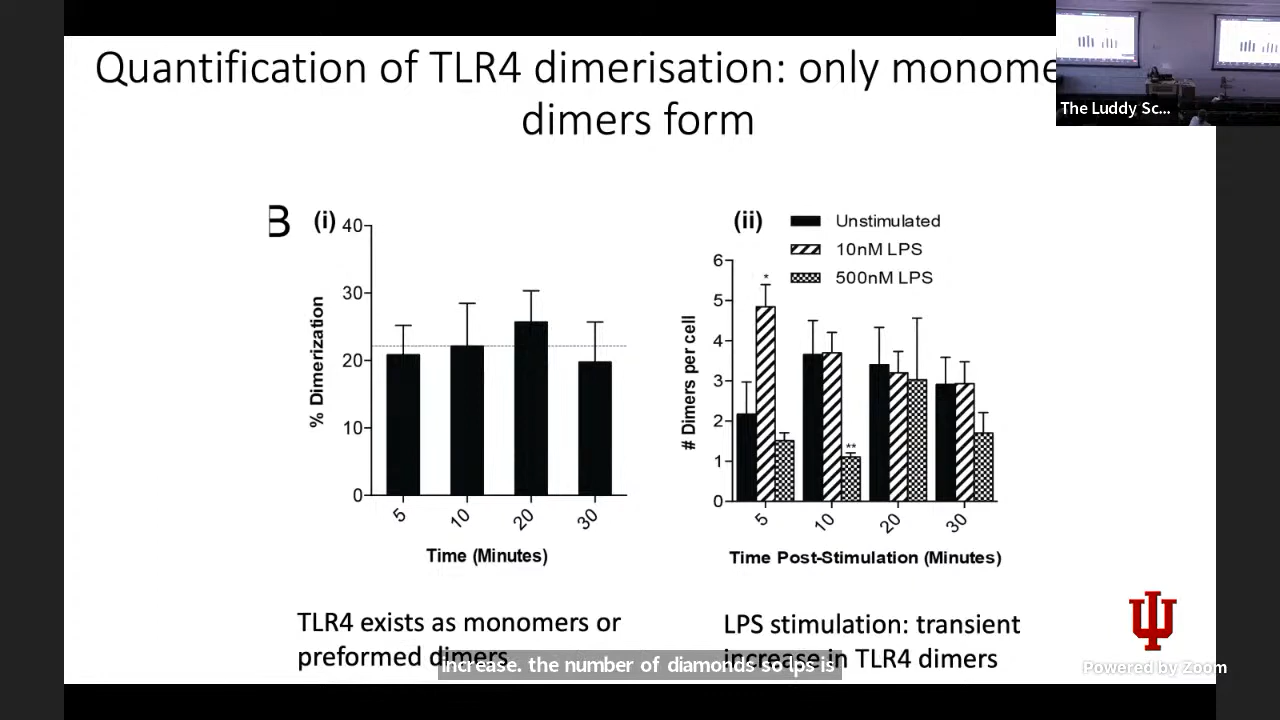 Quantification of TLR4 dimerisation: only monome
dimers form
The Luddy Sc...
B
(i)
40
30
20
10
0
% Dimerization
5
10
20
30
Time (Minutes)
(ii)
Unstimulated
10nM LPS
500nM LPS
6
5
4
3
2
1
0
# Dimers per cell
*
**
5
10
20
30
Time Post-Stimulation (Minutes)
TLR4 exists as monomers or
preformed dimers
LPS stimulation: transient
increase in TLR4 dimers
increase. the number of diamonds so lps is
Powered by Zoom